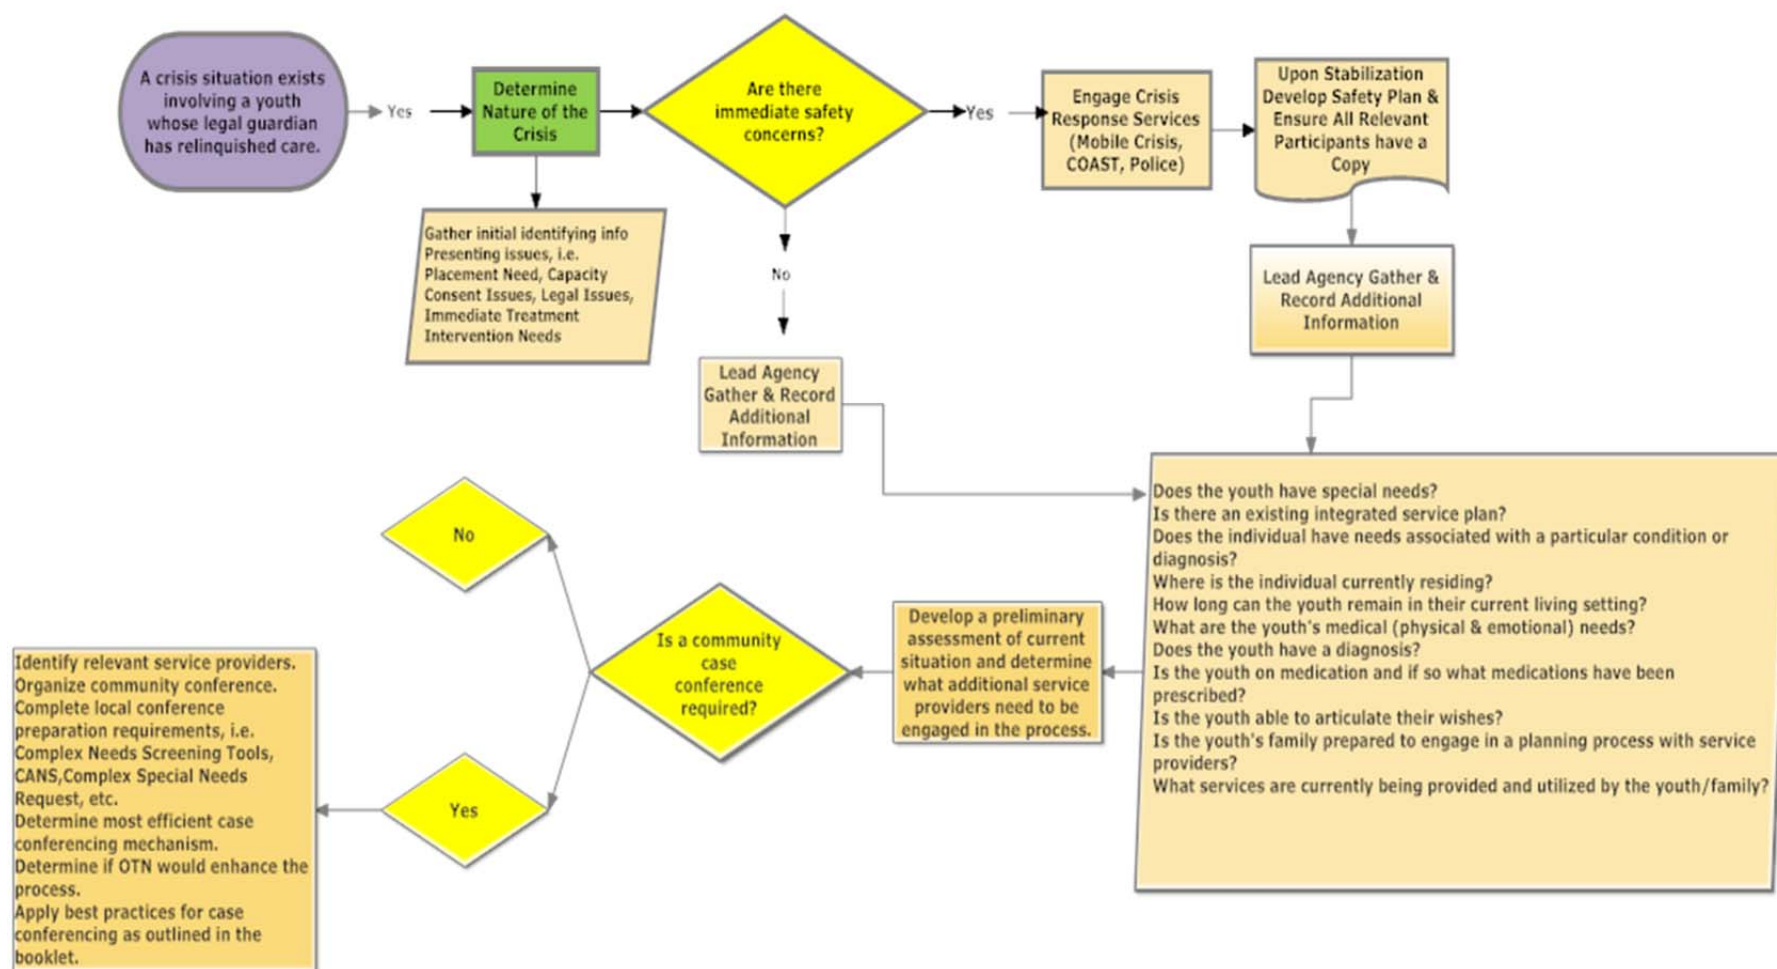 A crisis situation exists
involving a youth
whose legal guardian
has relinquished care.
Yes
Determine
Nature of the
Crisis
Are there
immediate safety
concerns?
Yes
Engage Crisis
Response Services
(Mobile Crisis,
COAST, Police)
Upon Stabilization
Develop Safety Plan &
Ensure All Relevant
Participants have a
Copy
Gather initial identifying info
Presenting issues, i.e.
Placement Need, Capacity
Consent Issues, Legal Issues,
Immediate Treatment
Intervention Needs
No
Lead Agency Gather &
Record Additional
Information
Lead Agency
Gather & Record
Additional
Information
Does the youth have special needs?
Is there an existing integrated service plan?
Does the individual have needs associated with a particular condition or
diagnosis?
Where is the individual currently residing?
How long can the youth remain in their current living setting?
What are the youth's medical (physical & emotional) needs?
Does the youth have a diagnosis?
Is the youth on medication and if so what medications have been
prescribed?
Is the youth able to articulate their wishes?
Is the youth's family prepared to engage in a planning process with service
providers?
What services are currently being provided and utilized by the youth/family?
Develop a preliminary
assessment of current
situation and determine
what additional service
providers need to be
engaged in the process.
Is a community
case
conference
required?
No
Yes
Identify relevant service providers.
Organize community conference.
Complete local conference
preparation requirements, i.e.
Complex Needs Screening Tools,
CANS,Complex Special Needs
Request, etc.
Determine most efficient case
conferencing mechanism.
Determine if OTN would enhance the
process.
Apply best practices for case
conferencing as outlined in the
booklet.